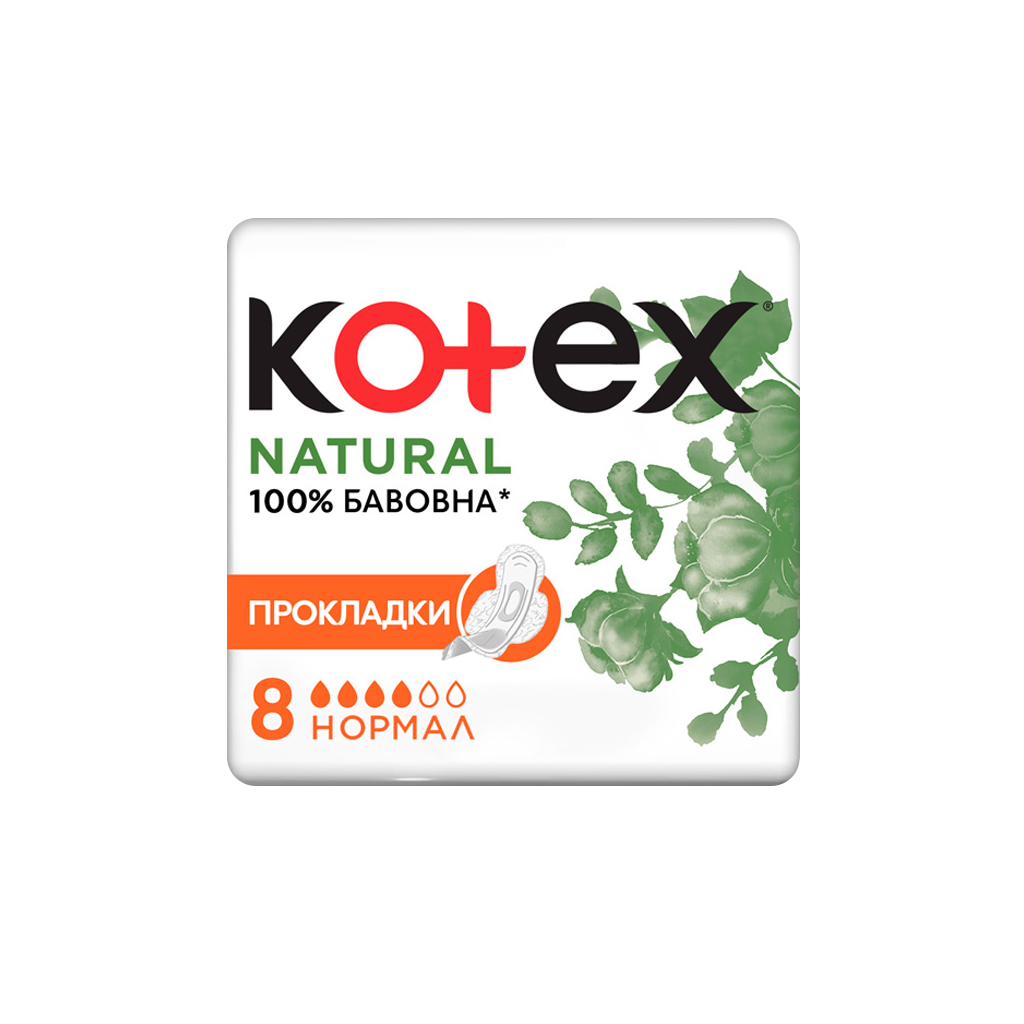 Kotex®
NATURAL
100% БАВОВНА*
ПРОКЛАДКИ
8
НОРМАЛ